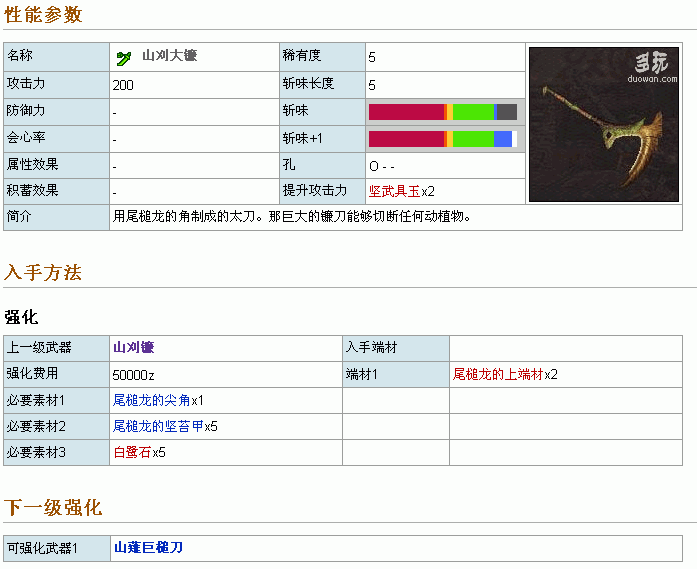 性能参数
名称 山刈大镰 稀有度 5
攻击力 200 斩味长度 5
防御力 - 斩味
会心率 - 斩味+1
属性效果 - 孔 O - -
积蓄效果 - 提升攻击力 坚武具玉x2
简介 用尾槌龙的角制成的太刀。那巨大的镰刀能够切断任何动植物。
多玩
duowan.com
入手方法
强化
上一级武器 山刈镰 入手端材
强化费用 50000z 端材1 尾槌龙的上端材x2
必要素材1 尾槌龙的尖角x1
必要素材2 尾槌龙的坚苔甲x5
必要素材3 白鹭石x5
下一级强化
可强化武器1 山薙巨槌刀